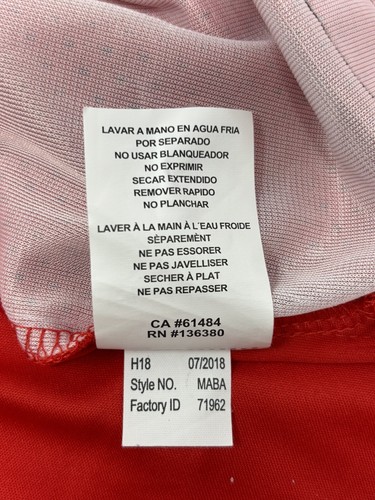 LAVAR A MANO EN AGUA FRIA
POR SEPARADO
NO USAR BLANQUEADOR
NO EXPRIMIR
SECAR EXTENDIDO
REMOVER RAPIDO
NO PLANCHAR
LAVER À LA MAIN À L'EAU FROIDE
SÈPAREMENT
NE PAS ESSORER
NE PAS JAVELLISER
SECHER À PLAT
NE PAS REPASSER
CA #61484
RN #136380
H18 07/2018
Style NO. MABA
Factory ID 71962